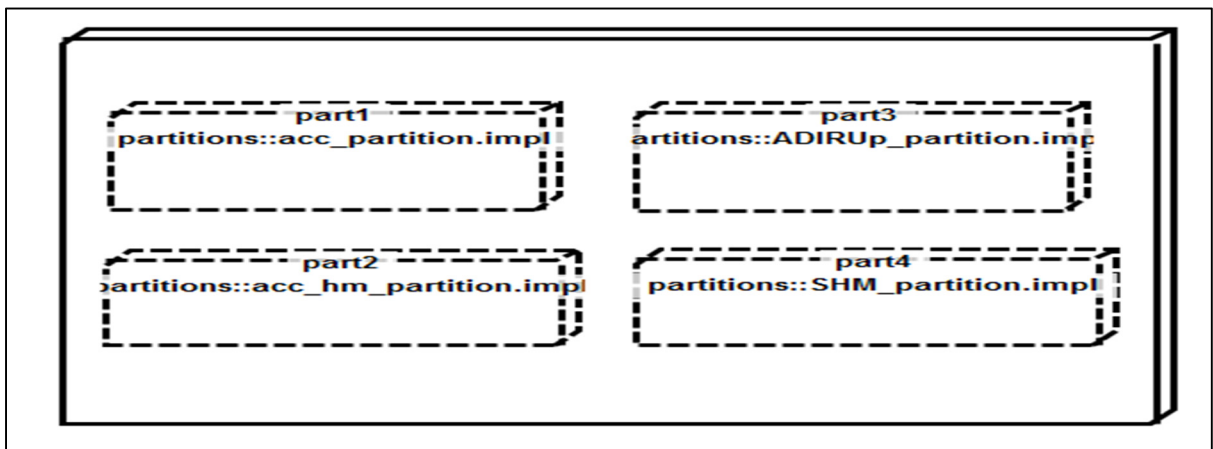 part1
partitions::acc_partition.impl
part3
artitions::ADIRUp_partition.imp
part2
partitions::acc_hm_partition.impl
part4
partitions::SHM_partition.impl